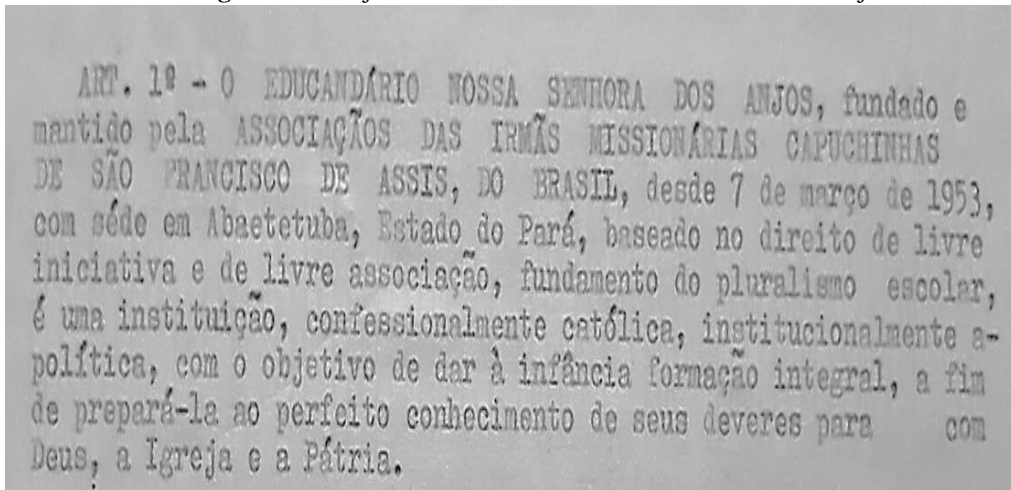 ART. 1º - O EDUCANDÁRIO NOSSA SENHORA DOS ANJOS, fundado e
mantido pela ASSOCIAÇÃOS DAS IRMÃS MISSIONÁRIAS CAPUCHINHAS
DE SÃO FRANCISCO DE ASSIS, DO BRASIL, desde 7 de março de 1953,
com séde em Abaetetuba, Estado do Pará, baseado no direito de livre
iniciativa e de livre associação, fundamento do pluralismo escolar,
é uma instituição, confessionalmente católica, institucionalmente a-
política, com o objetivo de dar à infância formação integral, a fim
de prepará-la ao perfeito conhecimento de seus deveres para com
Deus, a Igreja e a Pátria.